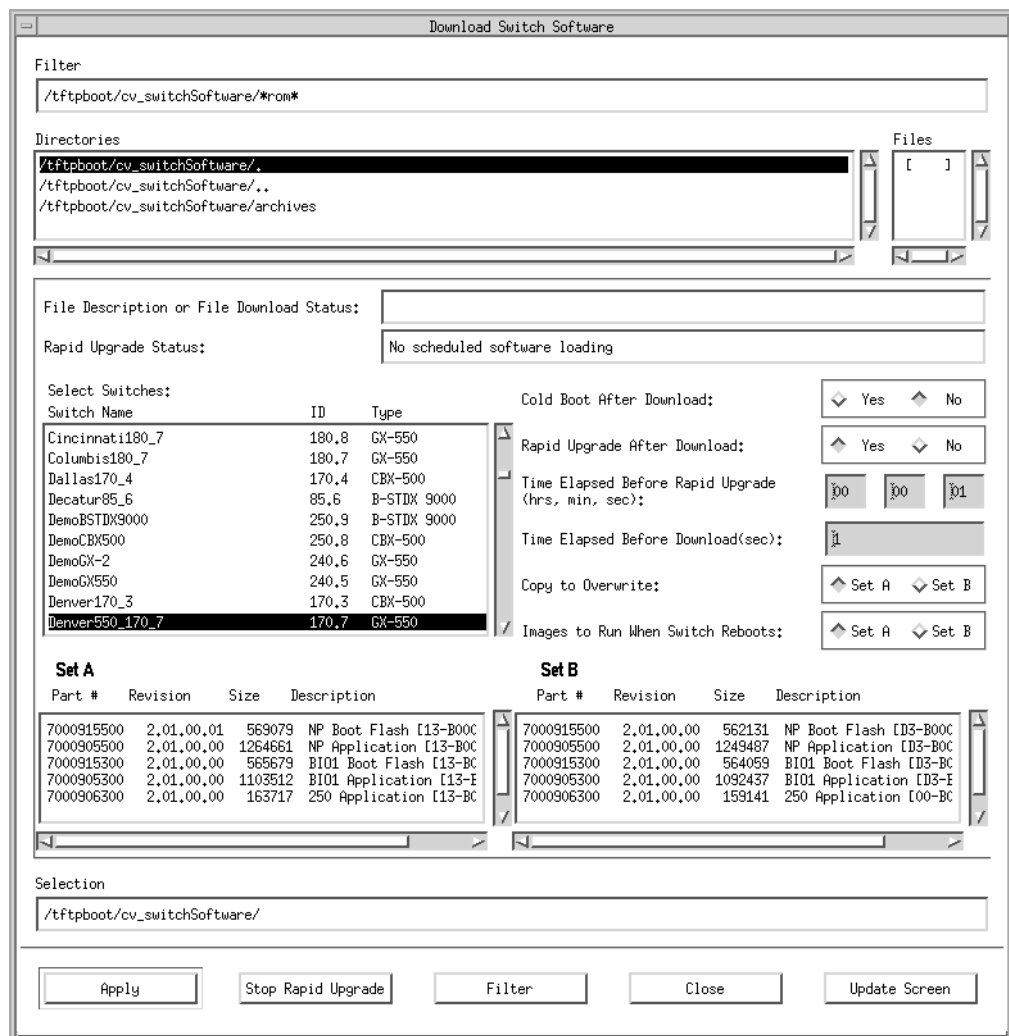 Download Switch Software
Filter
/tftpboot/cv_switchSoftware/*rom*
Directories
Files
/tftpboot/cv_switchSoftware/.
/tftpboot/cv_switchSoftware/..
/tftpboot/cv_switchSoftware/archives
[ ]
File Description or File Download Status:
Rapid Upgrade Status:
No scheduled software loading
Select Switches:
Switch Name ID Type
Cincinnati180_7 180.8 GX-550
Columbis180_7 180.7 GX-550
Dallas170_4 170.4 CBX-500
Decatur85_6 85.6 B-STDX 9000
DemoBSTDX9000 250.9 B-STDX 9000
DemoCBX500 250.8 CBX-500
DemoGX-2 240.6 GX-550
DemoGX550 240.5 GX-550
Denver170_3 170.3 CBX-500
Denver550_170_7 170.7 GX-550
Cold Boot After Download: Yes No
Rapid Upgrade After Download: Yes No
Time Elapsed Before Rapid Upgrade
(hrs, min, sec): 00 00 01
Time Elapsed Before Download(sec): 1
Copy to Overwrite: Set A Set B
Images to Run When Switch Reboots: Set A Set B
Set A
Part # Revision Size Description
7000915500 2.01.00.01 569079 NP Boot Flash [13-B00C
7000905500 2.01.00.00 1264661 NP Application [13-B00C
7000915300 2.01.00.00 565679 BIO1 Boot Flash [13-BC
7000905300 2.01.00.00 1103512 BIO1 Application [13-E
7000906300 2.01.00.00 163717 250 Application [13-BC
Set B
Part # Revision Size Description
7000915500 2.01.00.00 562131 NP Boot Flash [D3-B00C
7000905500 2.01.00.00 1249487 NP Application [D3-B00C
7000915300 2.01.00.00 564059 BIO1 Boot Flash [D3-BC
7000905300 2.01.00.00 1092437 BIO1 Application [D3-E
7000906300 2.01.00.00 159141 250 Application [00-BC
Selection
/tftpboot/cv_switchSoftware/
Apply
Stop Rapid Upgrade
Filter
Close
Update Screen